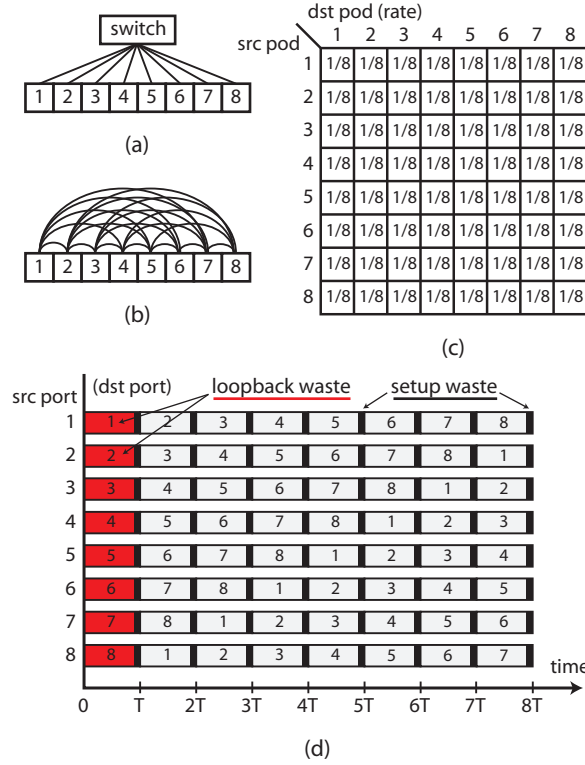 switch
1 2 3 4 5 6 7 8
(a)
1 2 3 4 5 6 7 8
(b)
dst pod (rate)
src pod
1 2 3 4 5 6 7 8
1 1/8 1/8 1/8 1/8 1/8 1/8 1/8 1/8
2 1/8 1/8 1/8 1/8 1/8 1/8 1/8 1/8
3 1/8 1/8 1/8 1/8 1/8 1/8 1/8 1/8
4 1/8 1/8 1/8 1/8 1/8 1/8 1/8 1/8
5 1/8 1/8 1/8 1/8 1/8 1/8 1/8 1/8
6 1/8 1/8 1/8 1/8 1/8 1/8 1/8 1/8
7 1/8 1/8 1/8 1/8 1/8 1/8 1/8 1/8
8 1/8 1/8 1/8 1/8 1/8 1/8 1/8 1/8
(c)
src port (dst port) loopback waste setup waste
1 1 2 3 4 5 6 7 8
2 2 3 4 5 6 7 8 1
3 3 4 5 6 7 8 1 2
4 4 5 6 7 8 1 2 3
5 5 6 7 8 1 2 3 4
6 6 7 8 1 2 3 4 5
7 7 8 1 2 3 4 5 6
8 8 1 2 3 4 5 6 7
time
0 T 2T 3T 4T 5T 6T 7T 8T
(d)